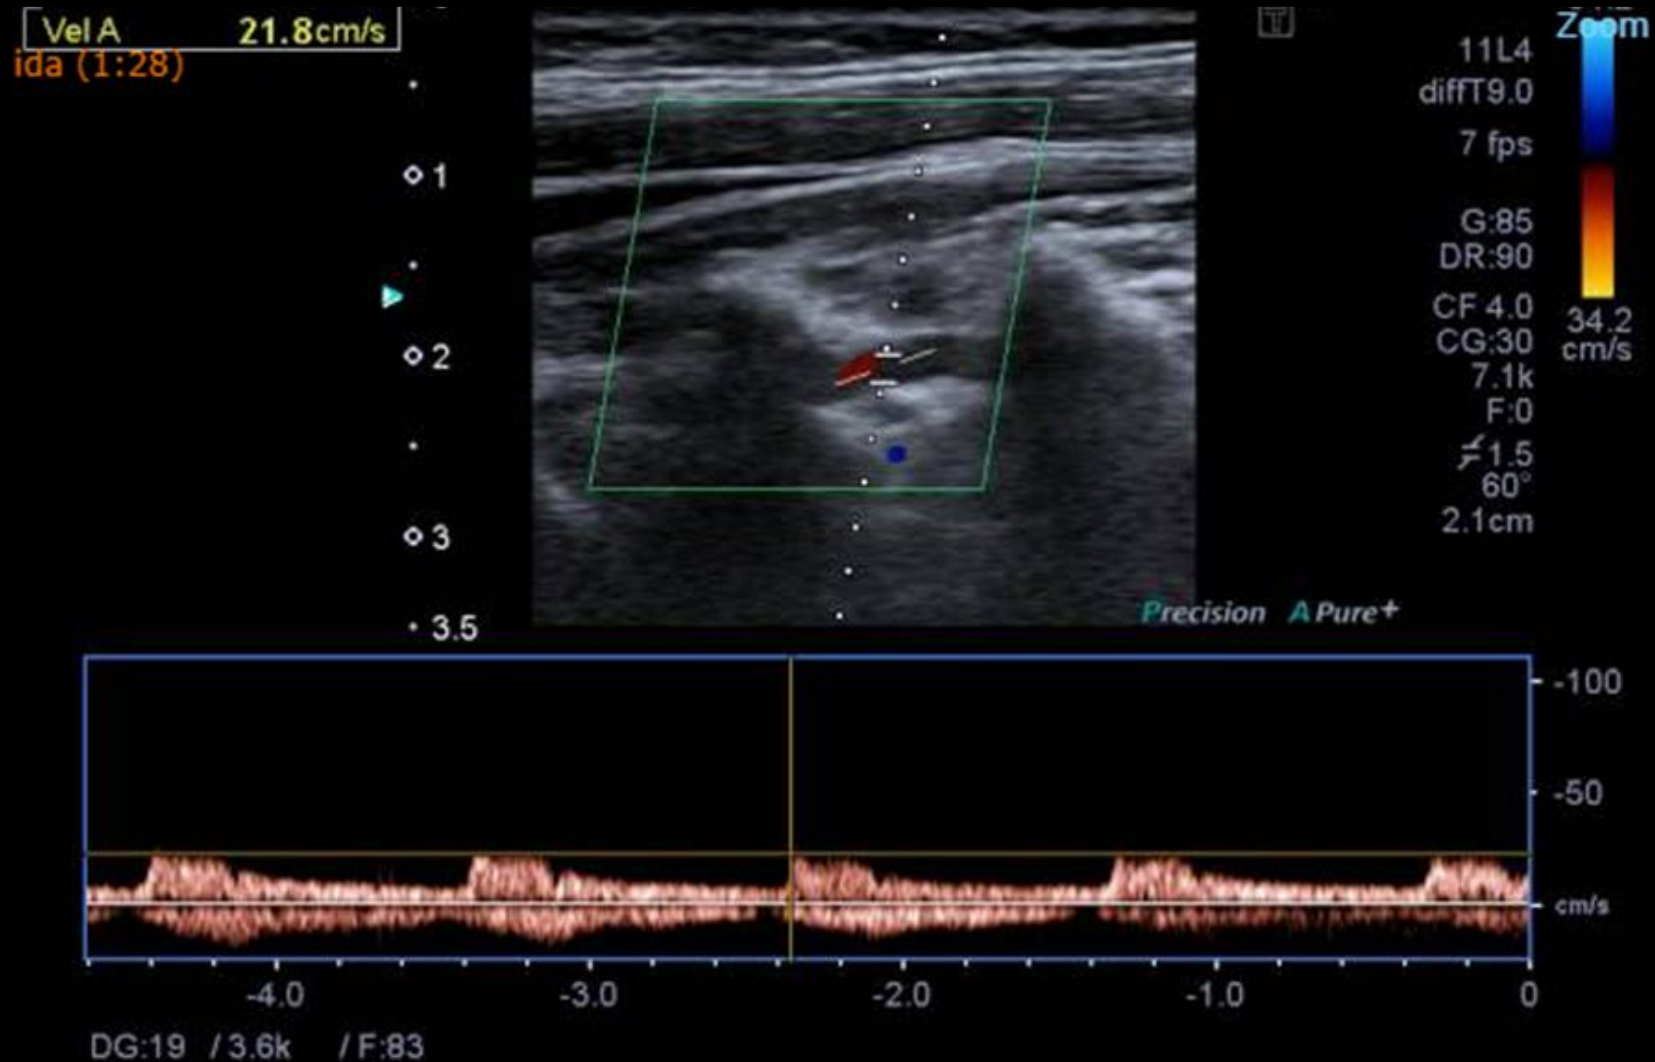 Vel A 21.8cm/s
ida (1:28)
T
Zoom
11L4
diffT9.0
7 fps
G:85
DR:90
CF 4.0
CG:30
7.1k
F:0
1.5
60°
2.1cm
34.2
cm/s
1
2
3
3.5
Precision APure+
-100
-50
cm/s
-4.0 -3.0 -2.0 -1.0 0
DG:19 /3.6k /F:83